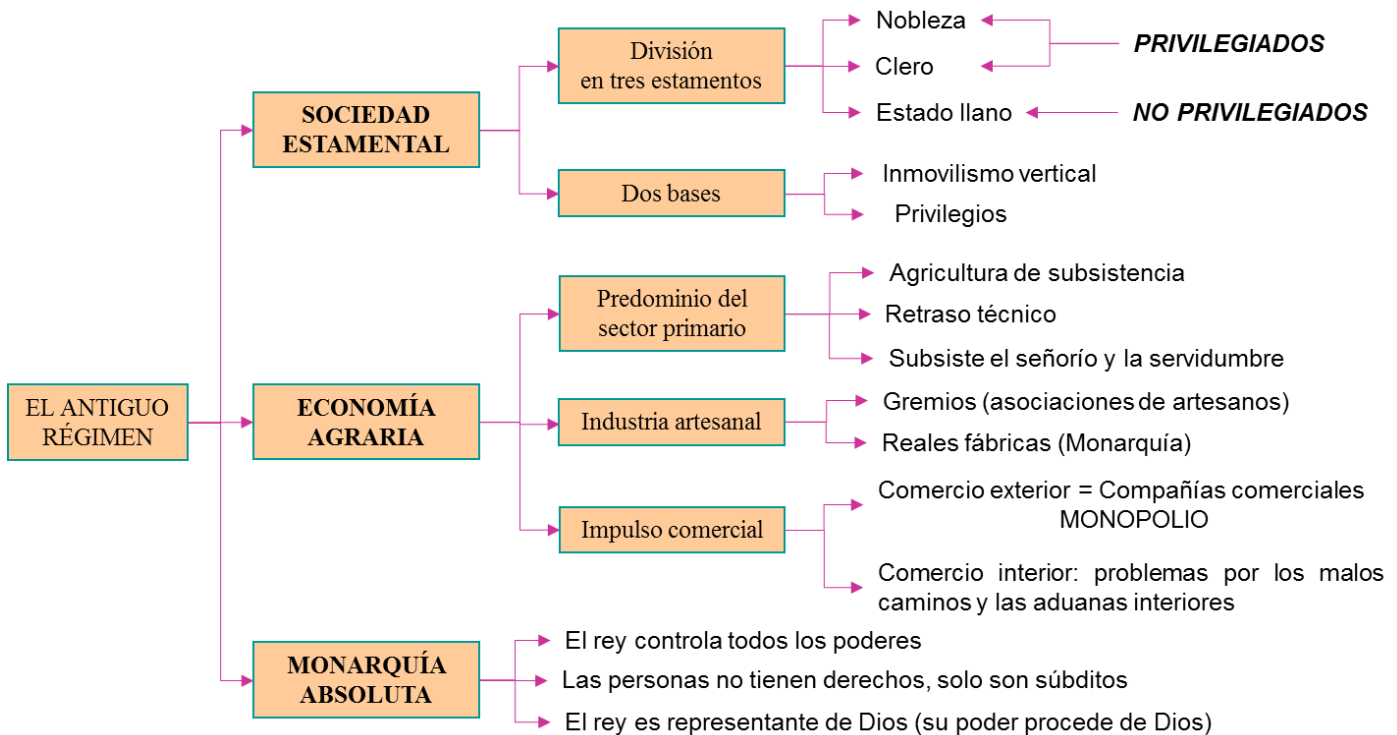 EL ANTIGUO
RÉGIMEN
SOCIEDAD
ESTAMENTAL
División
en tres estamentos
Nobleza
Clero
PRIVILEGIADOS
Estado llano
NO PRIVILEGIADOS
Dos bases
Inmovilismo vertical
Privilegios
ECONOMÍA
AGRARIA
Predominio del
sector primario
Agricultura de subsistencia
Retraso técnico
Subsiste el señorío y la servidumbre
Industria artesanal
Gremios (asociaciones de artesanos)
Reales fábricas (Monarquía)
Impulso comercial
Comercio exterior = Compañías comerciales
MONOPOLIO
Comercio interior: problemas por los malos
caminos y las aduanas interiores
MONARQUÍA
ABSOLUTA
El rey controla todos los poderes
Las personas no tienen derechos, solo son súbditos
El rey es representante de Dios (su poder procede de Dios)